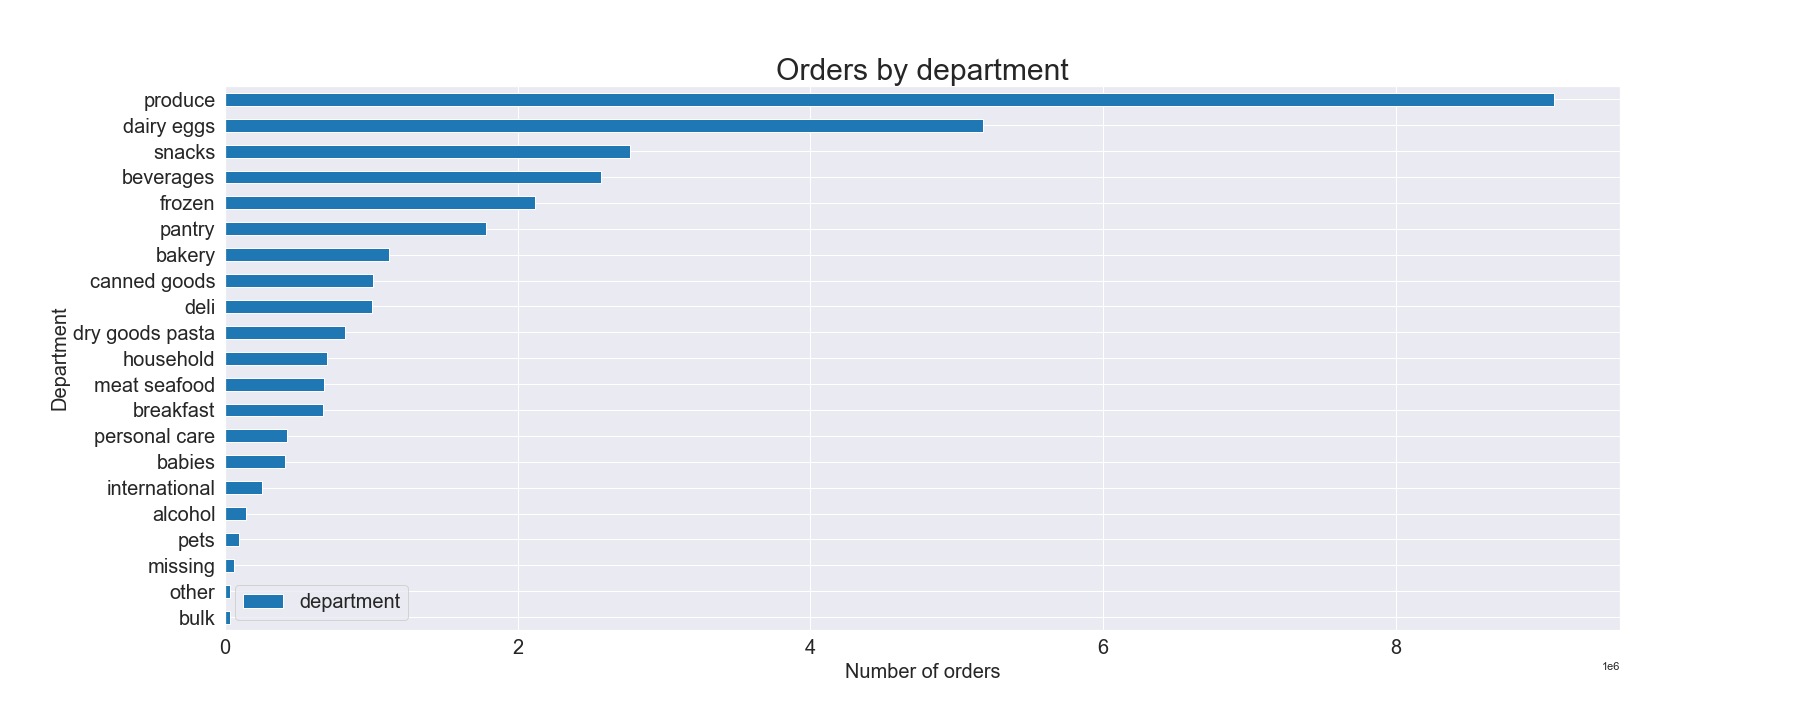 Orders by department
produce
dairy eggs
snacks
beverages
frozen
pantry
bakery
canned goods
deli
dry goods pasta
household
meat seafood
breakfast
personal care
babies
international
alcohol
pets
missing
other
bulk
Department
department
0 2 4 6 8
1e6
Number of orders